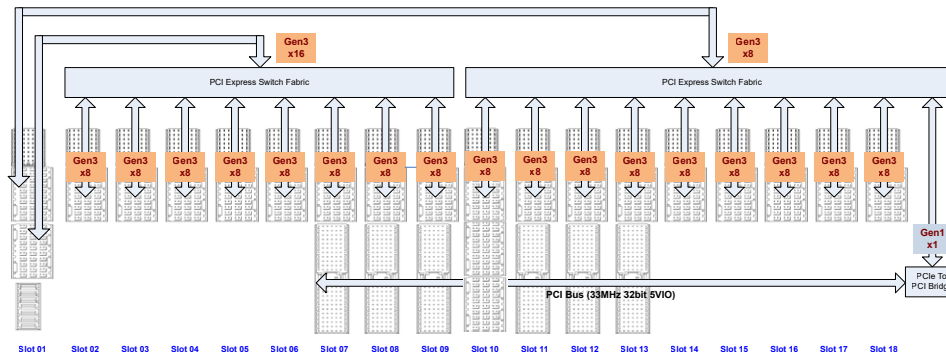 Gen3
x16
Gen3
x8
PCI Express Switch Fabric
PCI Express Switch Fabric
Gen3
x8
Gen3
x8
Gen3
x8
Gen3
x8
Gen3
x8
Gen3
x8
Gen3
x8
Gen3
x8
Gen3
x8
Gen3
x8
Gen3
x8
Gen3
x8
Gen3
x8
Gen3
x8
Gen3
x8
Gen3
x8
Gen3
x8
Gen1
x1
PCIe To
PCI Bridg
PCI Bus (33MHz 32bit 5VIO)
Slot 01
Slot 02
Slot 03
Slot 04
Slot 05
Slot 06
Slot 07
Slot 08
Slot 09
Slot 10
Slot 11
Slot 12
Slot 13
Slot 14
Slot 15
Slot 16
Slot 17
Slot 18